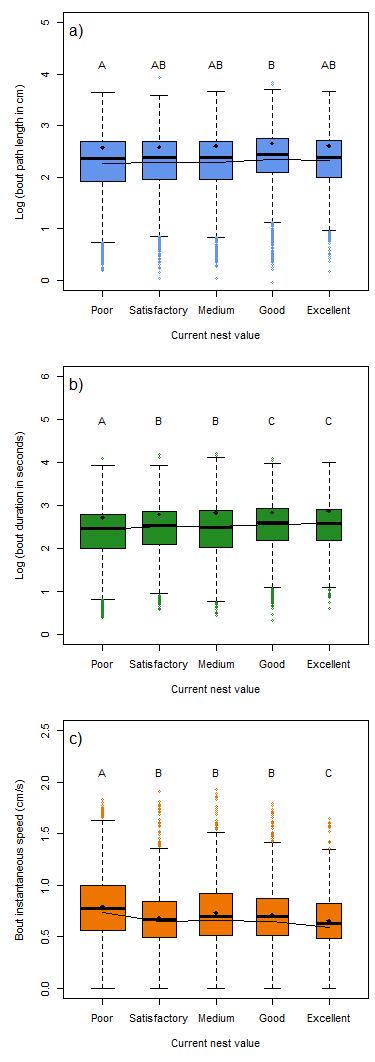 a)
A AB AB B AB
Log (bout path length in cm)
5
4
3
2
1
0
Poor Satisfactory Medium Good Excellent
Current nest value
b)
A B B C C
Log (bout duration in seconds)
6
5
4
3
2
1
0
Poor Satisfactory Medium Good Excellent
Current nest value
c)
A B B B C
Bout instantaneous speed (cm/s)
2.5
2.0
1.5
1.0
0.5
0.0
Poor Satisfactory Medium Good Excellent
Current nest value